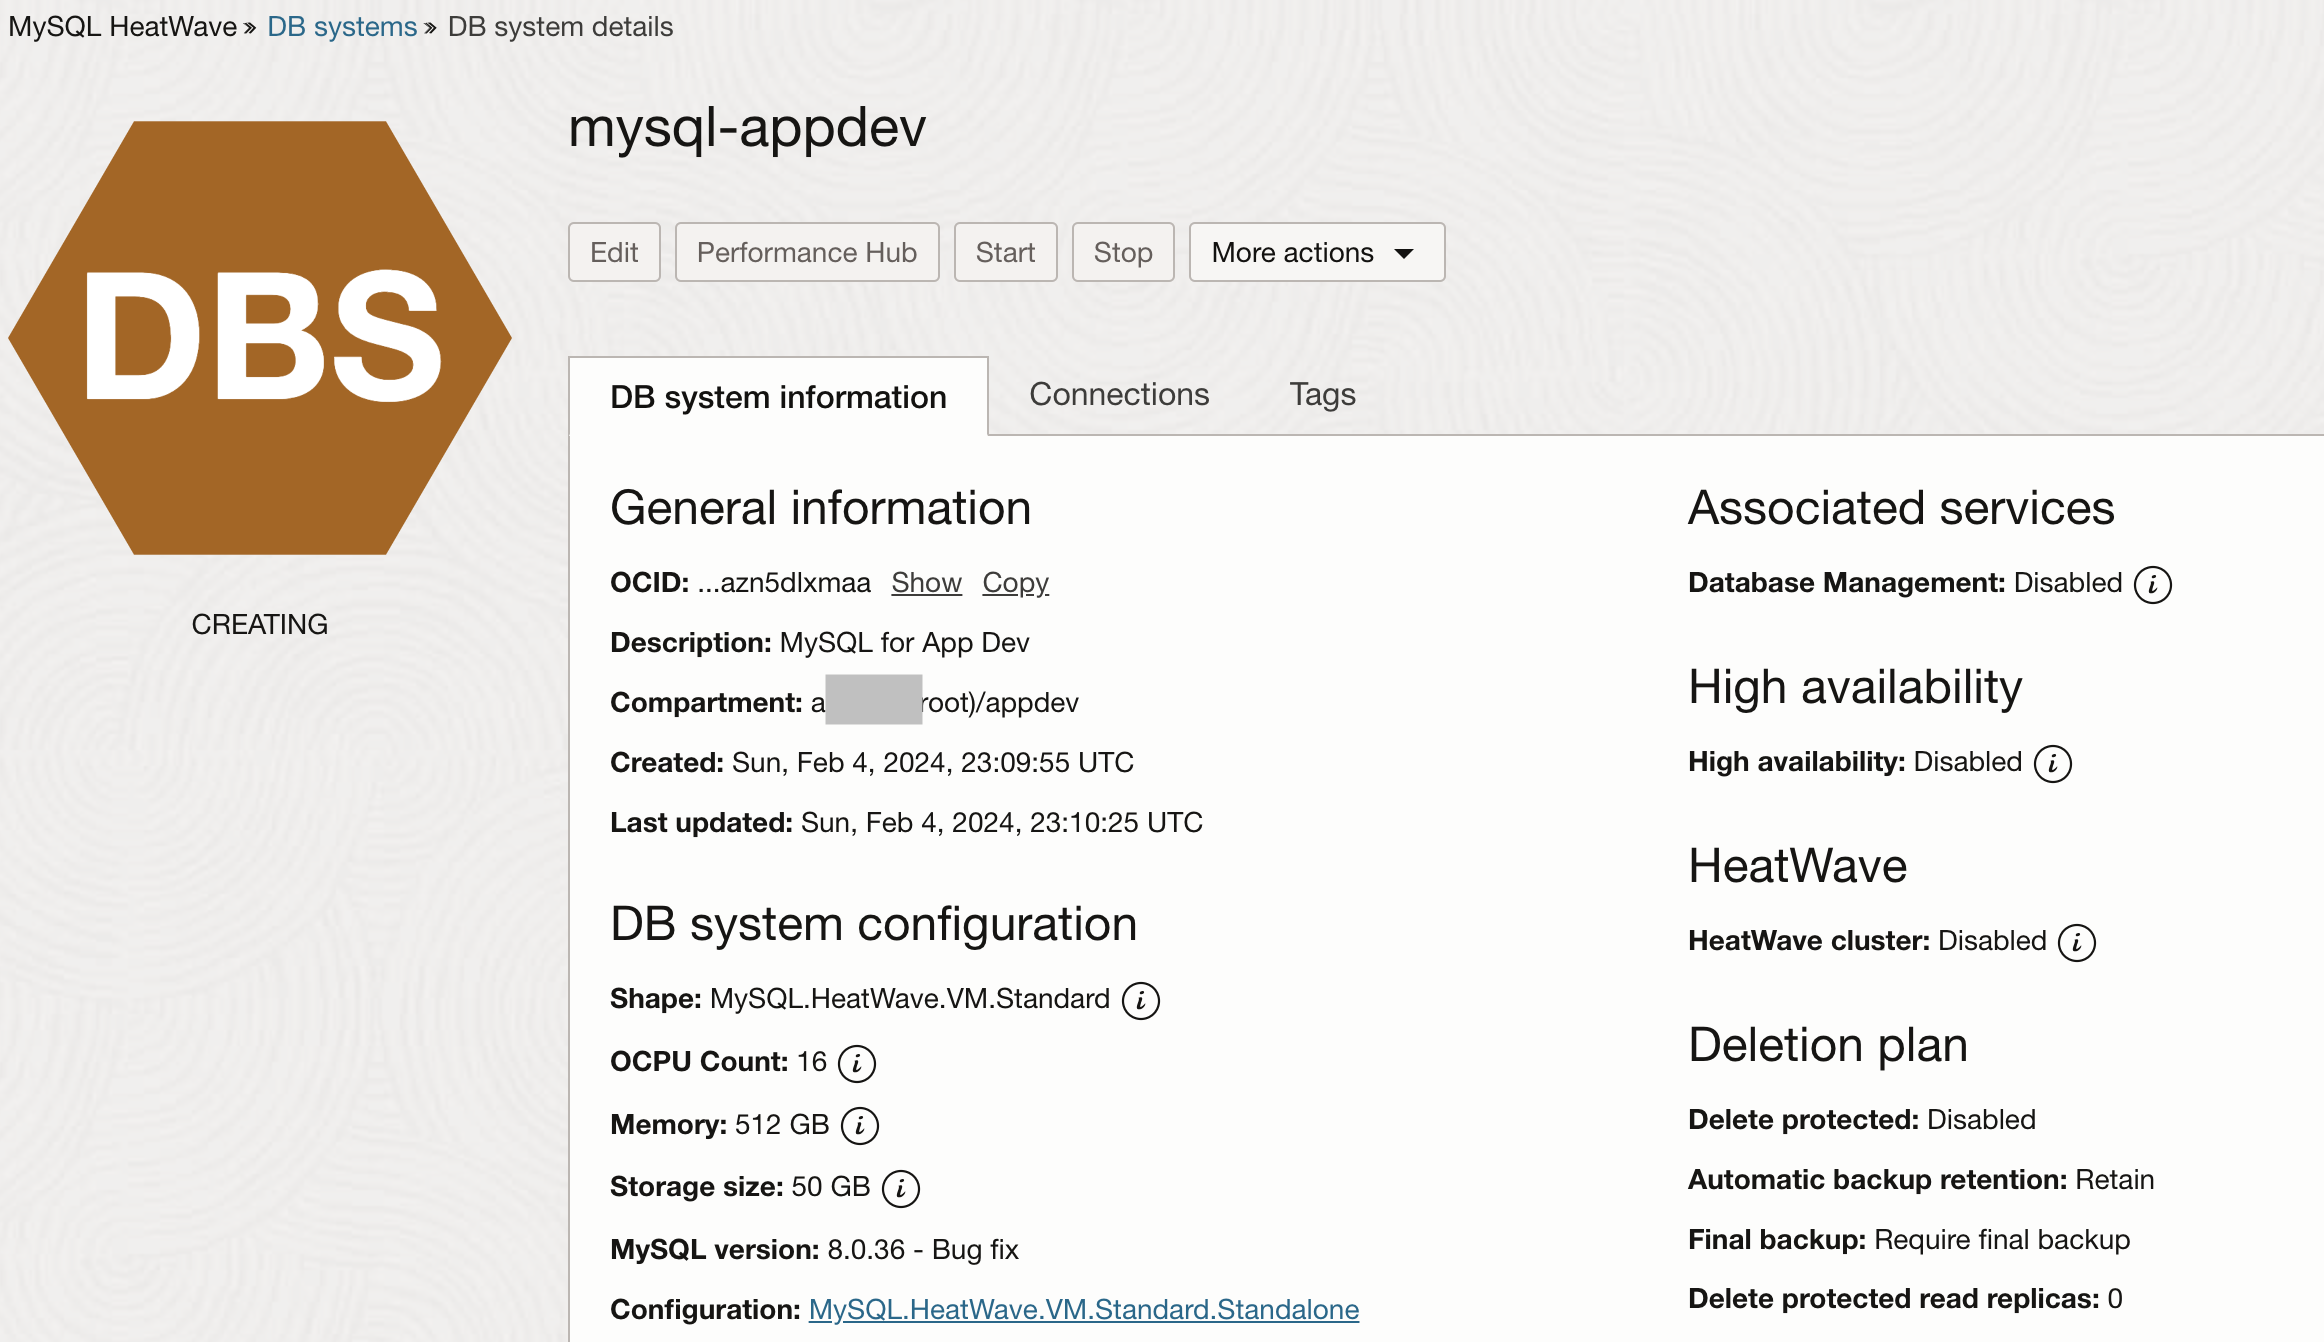 MySQL HeatWave » DB systems » DB system details
mysql-appdev
Edit Performance Hub Start Stop More actions
DBS
CREATING
DB system information Connections Tags
General information
OCID: ...azn5dlxmaa Show Copy
Description: MySQL for App Dev
Compartment: a root)/appdev
Created: Sun, Feb 4, 2024, 23:09:55 UTC
Last updated: Sun, Feb 4, 2024, 23:10:25 UTC
DB system configuration
Shape: MySQL.HeatWave.VM.Standard i
OCPU Count: 16 i
Memory: 512 GB i
Storage size: 50 GB i
MySQL version: 8.0.36 - Bug fix
Configuration: MySQL.HeatWave.VM.Standard.Standalone
Associated services
Database Management: Disabled i
High availability
High availability: Disabled i
HeatWave
HeatWave cluster: Disabled i
Deletion plan
Delete protected: Disabled
Automatic backup retention: Retain
Final backup: Require final backup
Delete protected read replicas: 0